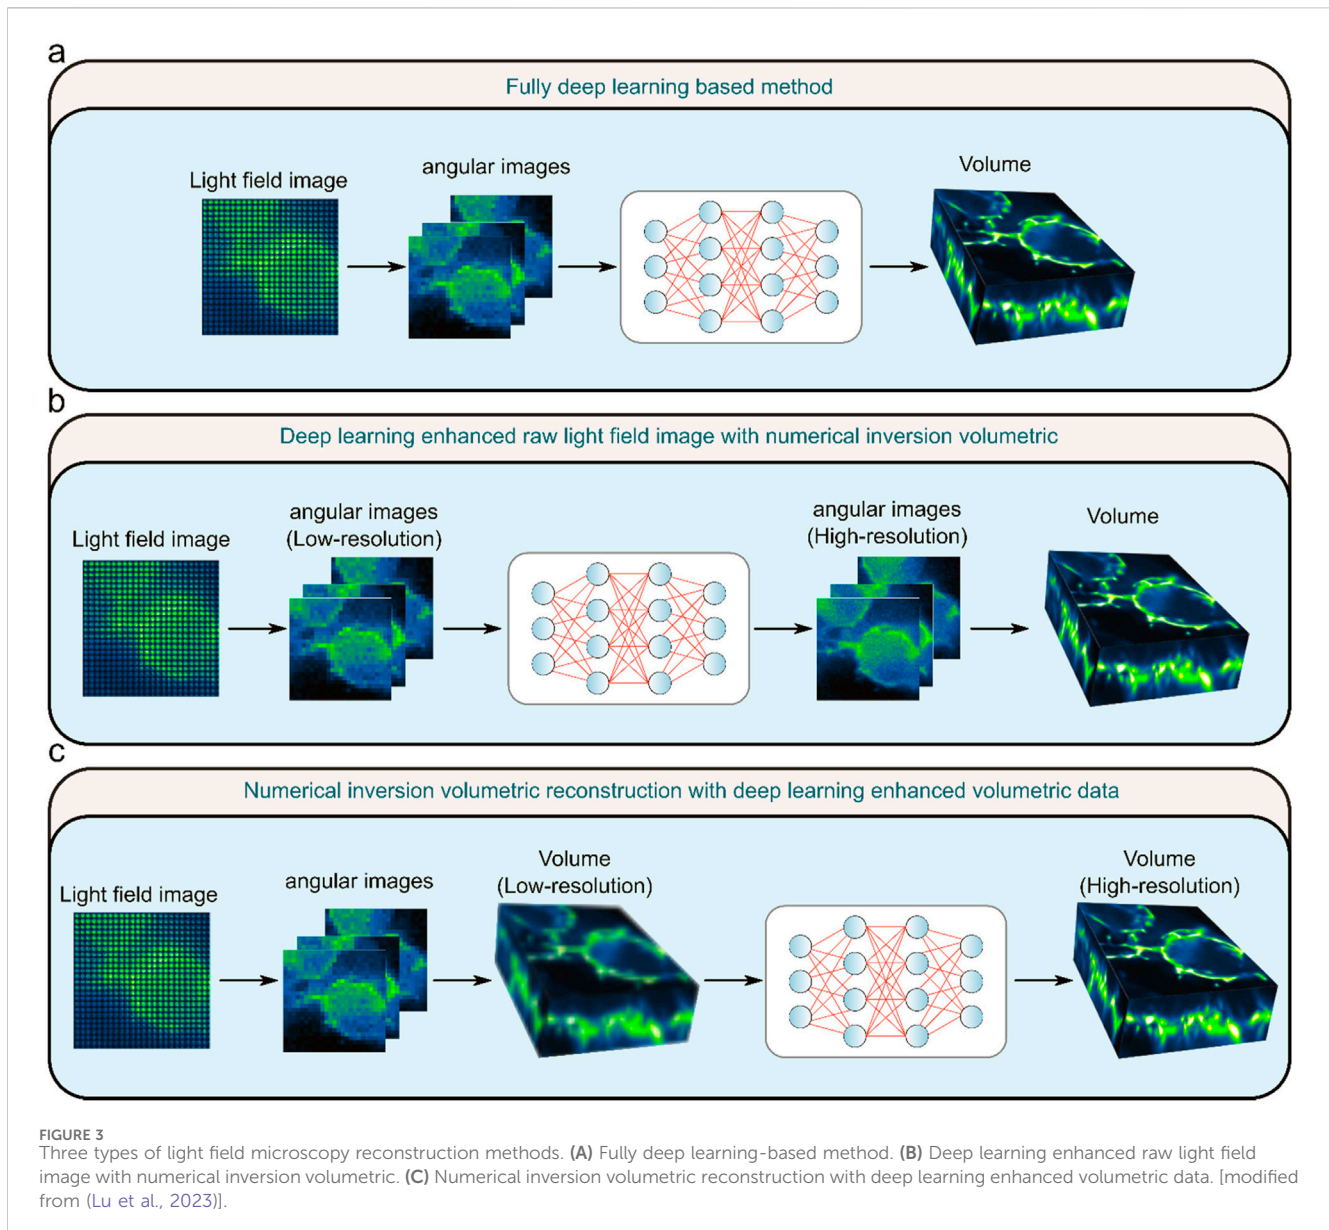 a
Fully deep learning based method
Light field image
angular images
Volume
b
Deep learning enhanced raw light field image with numerical inversion volumetric
Light field image
angular images
(Low-resolution)
angular images
(High-resolution)
Volume
c
Numerical inversion volumetric reconstruction with deep learning enhanced volumetric data
Light field image
angular images
Volume
(Low-resolution)
Volume
(High-resolution)
FIGURE 3
Three types of light field microscopy reconstruction methods. (A) Fully deep learning-based method. (B) Deep learning enhanced raw light field
image with numerical inversion volumetric. (C) Numerical inversion volumetric reconstruction with deep learning enhanced volumetric data. [modified
from (Lu et al., 2023)].